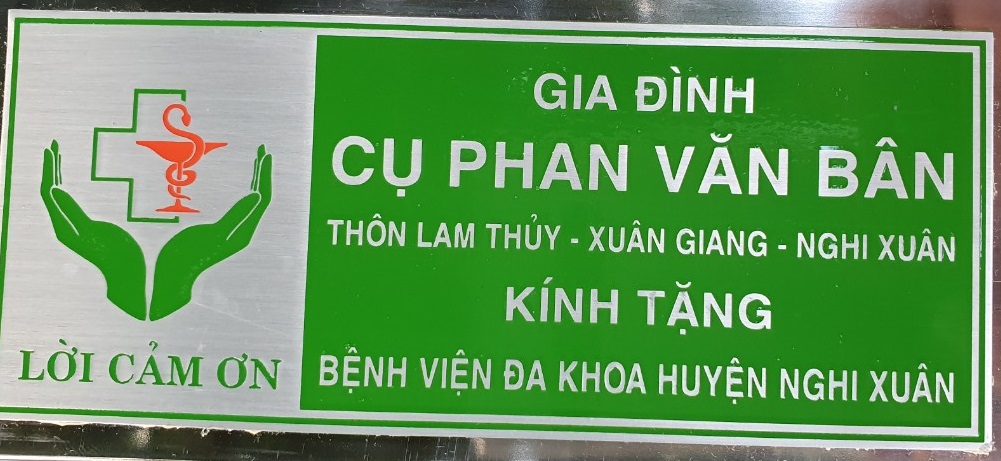 LỜI CẢM ƠN
GIA ĐÌNH
CỤ PHAN VĂN BÂN
THÔN LAM THỦY - XUÂN GIANG - NGHI XUÂN
KÍNH TẶNG
BỆNH VIỆN ĐA KHOA HUYỆN NGHI XUÂN